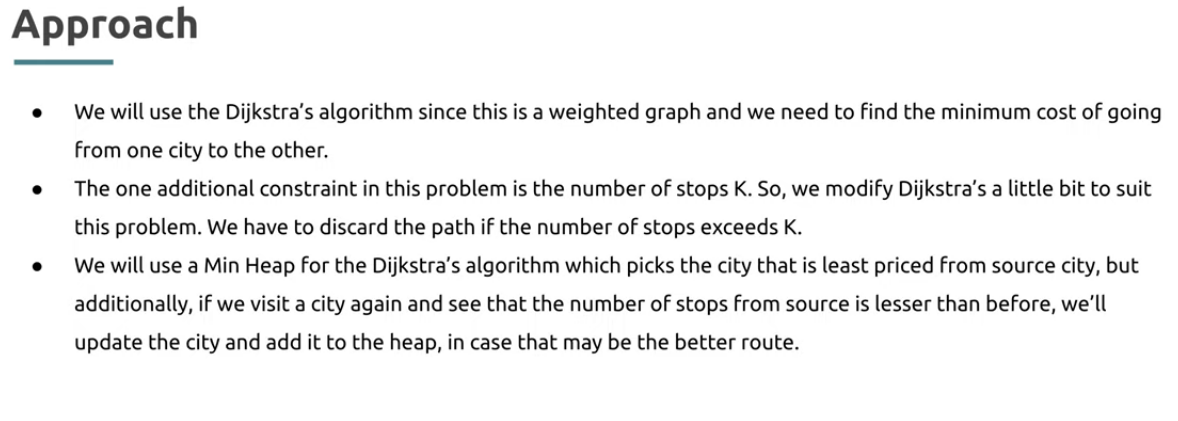 Approach
● We will use the Dijkstra’s algorithm since this is a weighted graph and we need to find the minimum cost of going
from one city to the other.
● The one additional constraint in this problem is the number of stops K. So, we modify Dijkstra’s a little bit to suit
this problem. We have to discard the path if the number of stops exceeds K.
● We will use a Min Heap for the Dijkstra’s algorithm which picks the city that is least priced from source city, but
additionally, if we visit a city again and see that the number of stops from source is lesser than before, we’ll
update the city and add it to the heap, in case that may be the better route.